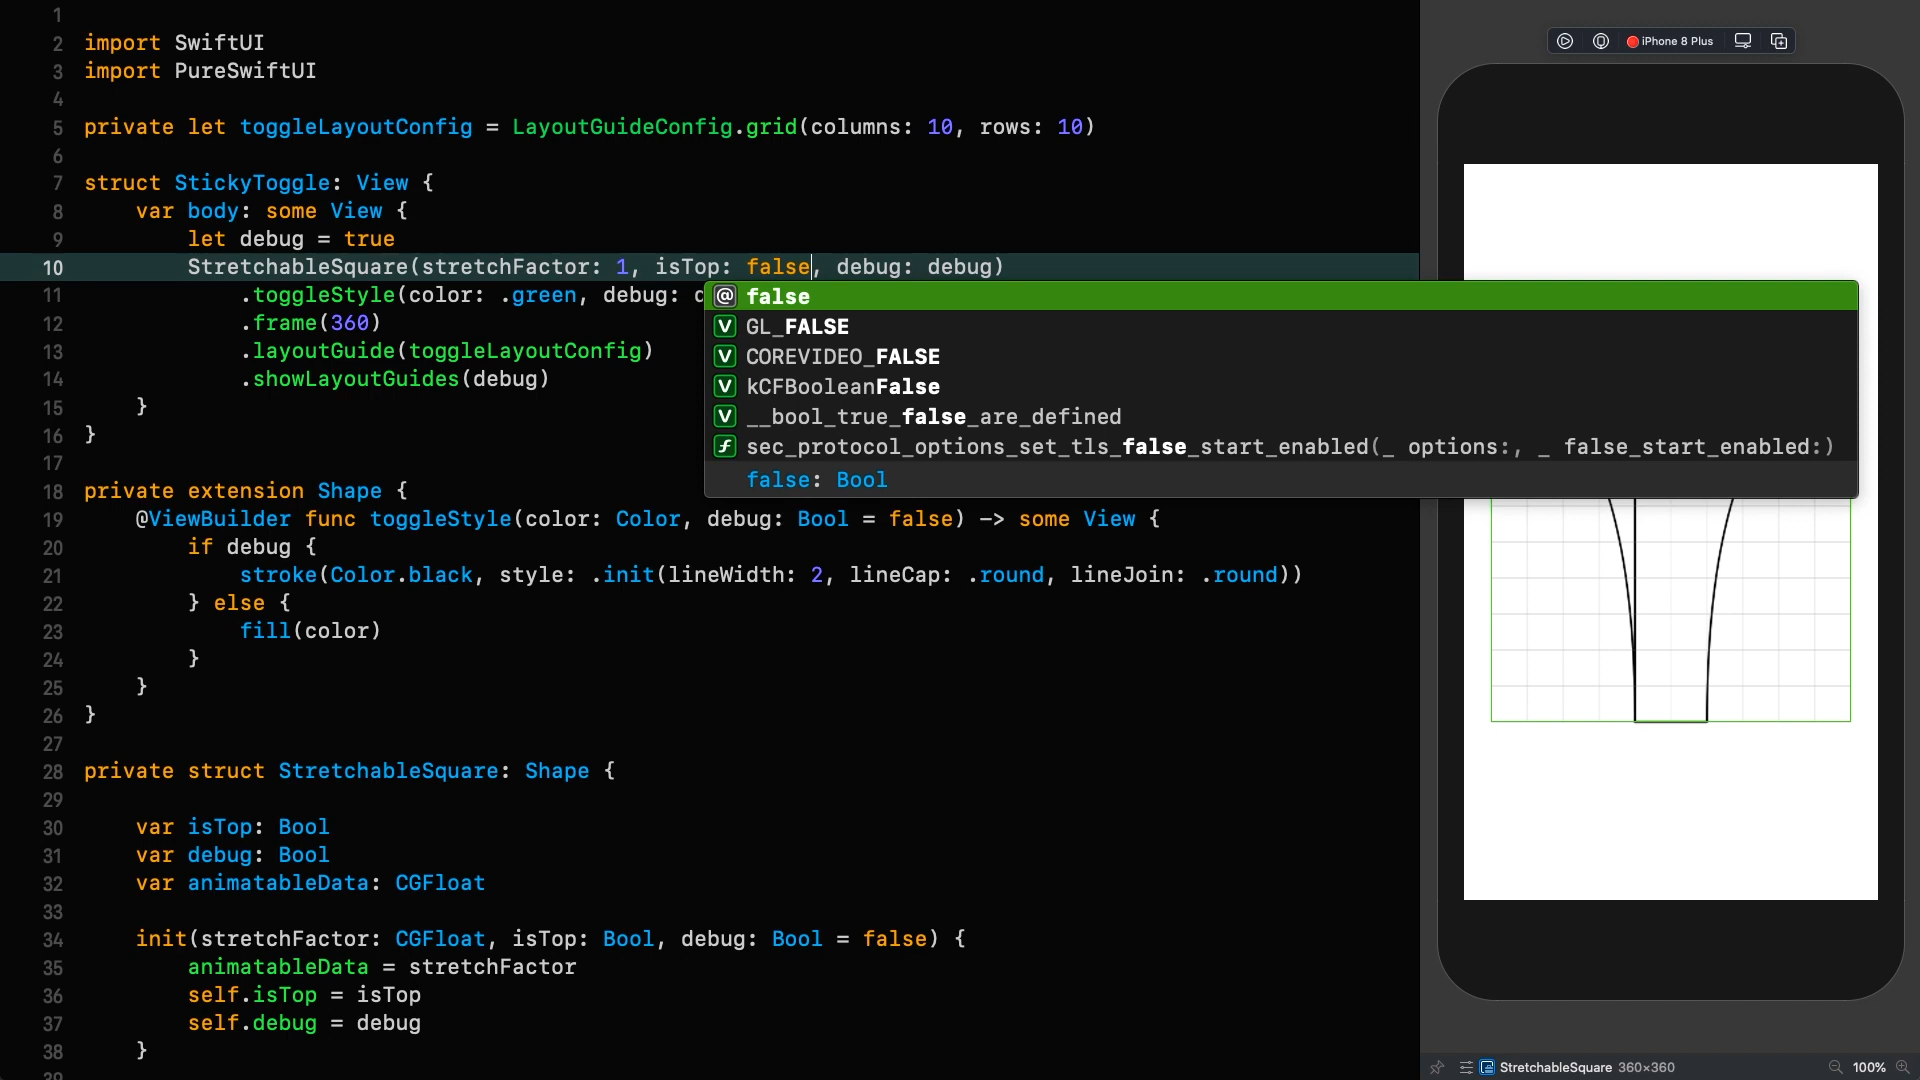 1
2 import SwiftUI
3 import PureSwiftUI
4
5 private let toggleLayoutConfig = LayoutGuideConfig.grid(columns: 10, rows: 10)
6
7 struct StickyToggle: View {
8 var body: some View {
9 let debug = true
10 StretchableSquare(stretchFactor: 1, isTop: false, debug: debug)
11 .toggleStyle(color: .green, debug:
@ false
V GL_FALSE
12 .frame(360)
V COREVIDEO_FALSE
13 .layoutGuide(toggleLayoutConfig)
V kCFBooleanFalse
14 .showLayoutGuides(debug)
V __bool_true_false_are_defined
15 }
f sec_protocol_options_set_tls_false_start_enabled(_ options:, _ false_start_enabled:)
16 }
false: Bool
17
18 private extension Shape {
19 @ViewBuilder func toggleStyle(color: Color, debug: Bool = false) -> some View {
20 if debug {
21 stroke(Color.black, style: .init(lineWidth: 2, lineCap: .round, lineJoin: .round))
22 } else {
23 fill(color)
24 }
25 }
26 }
27
28 private struct StretchableSquare: Shape {
29
30 var isTop: Bool
31 var debug: Bool
32 var animatableData: CGFloat
33
34 init(stretchFactor: CGFloat, isTop: Bool, debug: Bool = false) {
35 animatableData = stretchFactor
36 self.isTop = isTop
37 self.debug = debug
38 }
iPhone 8 Plus
StretchableSquare 360×360
100%